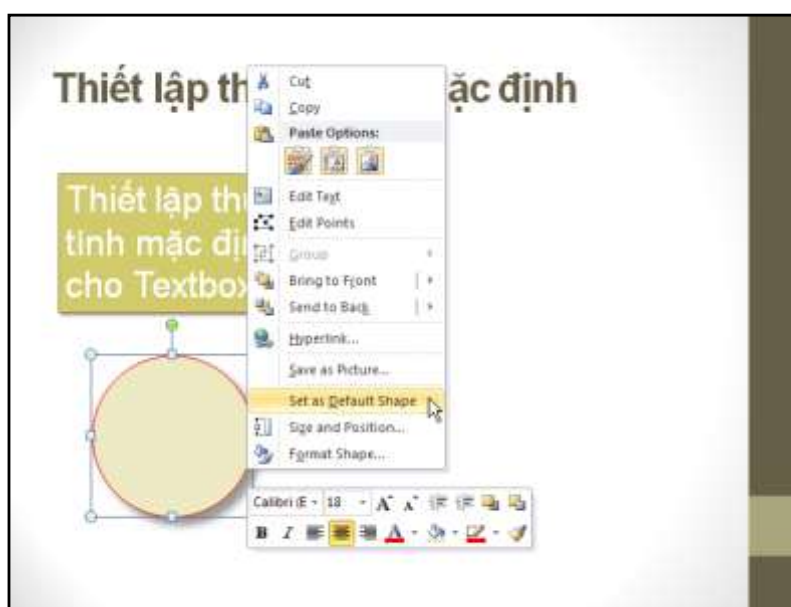 Thiết lập th
ặc định
Thiết lập thu
tính mặc đị
cho Textbox
Cut
Copy
Paste Options:
Edit Text
Edit Points
Group
Bring to Front
Send to Back
Hyperlink...
Save as Picture...
Set as Default Shape
Size and Position...
Format Shape...
Calibri (E 18 A A
B I A